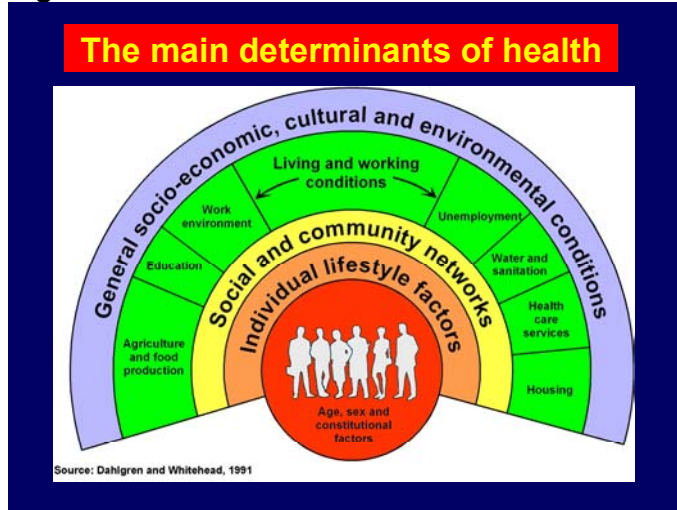 The main determinants of health
General socio-economic, cultural and environmental conditions
Living and working
conditions
Work
environment
Unemployment
Education
Water and
sanitation
Agriculture
and food
production
Health
care
services
Housing
Social and community networks
Individual lifestyle factors
Age, sex and
constitutional
factors
Source: Dahlgren and Whitehead, 1991